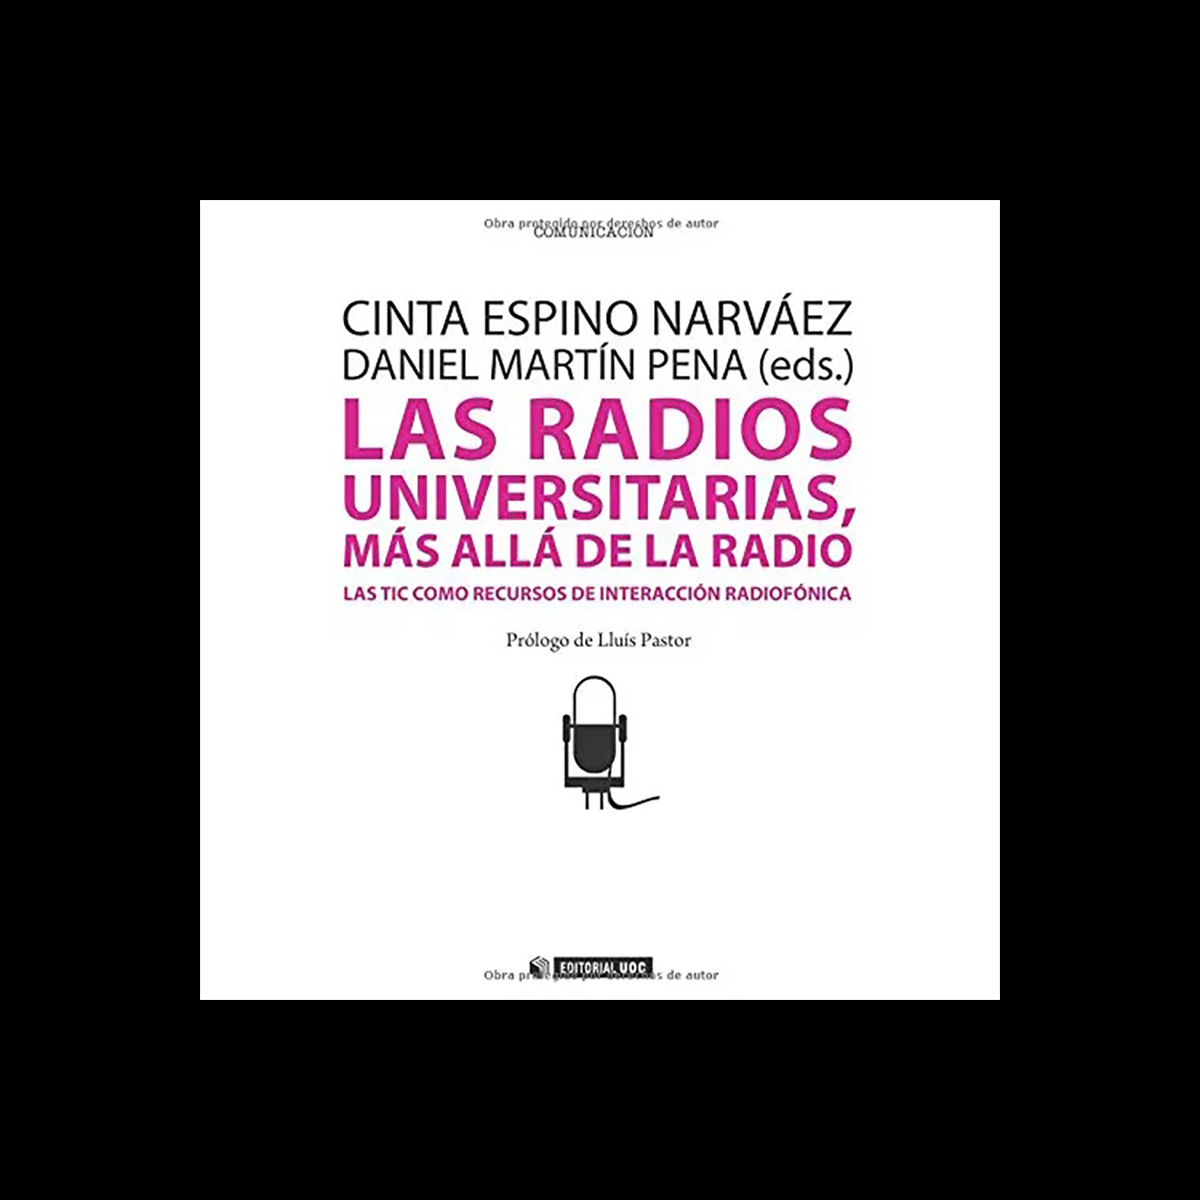 Obra protegido por derechos de autor
COMUNICACIÓN
CINTA ESPINO NARVÁEZ
DANIEL MARTÍN PENA (eds.)
LAS RADIOS
UNIVERSITARIAS,
MÁS ALLÁ DE LA RADIO
LAS TIC COMO RECURSOS DE INTERACCIÓN RADIOFÓNICA
Prólogo de Lluís Pastor
EDITORIAL UOC
Obra protegido por derechos de autor